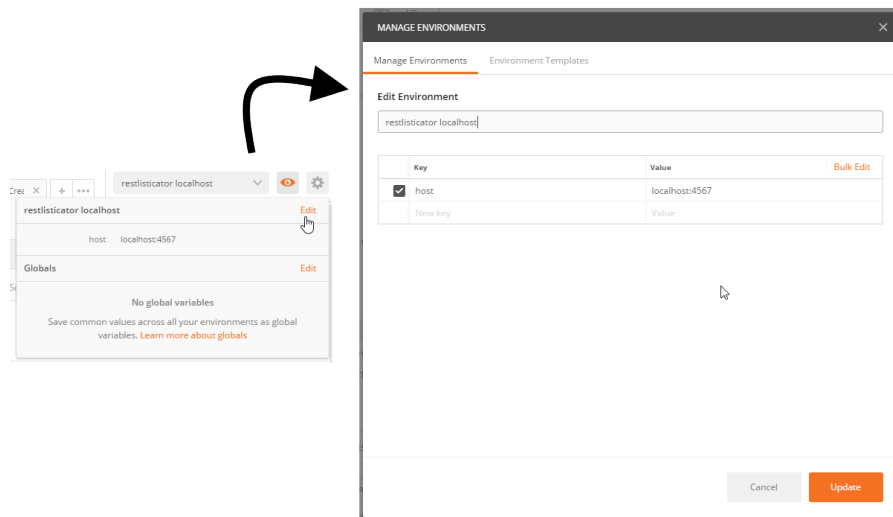 MANAGE ENVIRONMENTS
Manage Environments Environment Templates
Edit Environment
restlisticator localhost
Key Value Bulk Edit
host localhost:4567
New key Value
Cancel Update
Crea
restlisticator localhost
restlisticator localhost Edit
host localhost:4567
Globals Edit
No global variables
Save common values across all your environments as global
variables. Learn more about globals